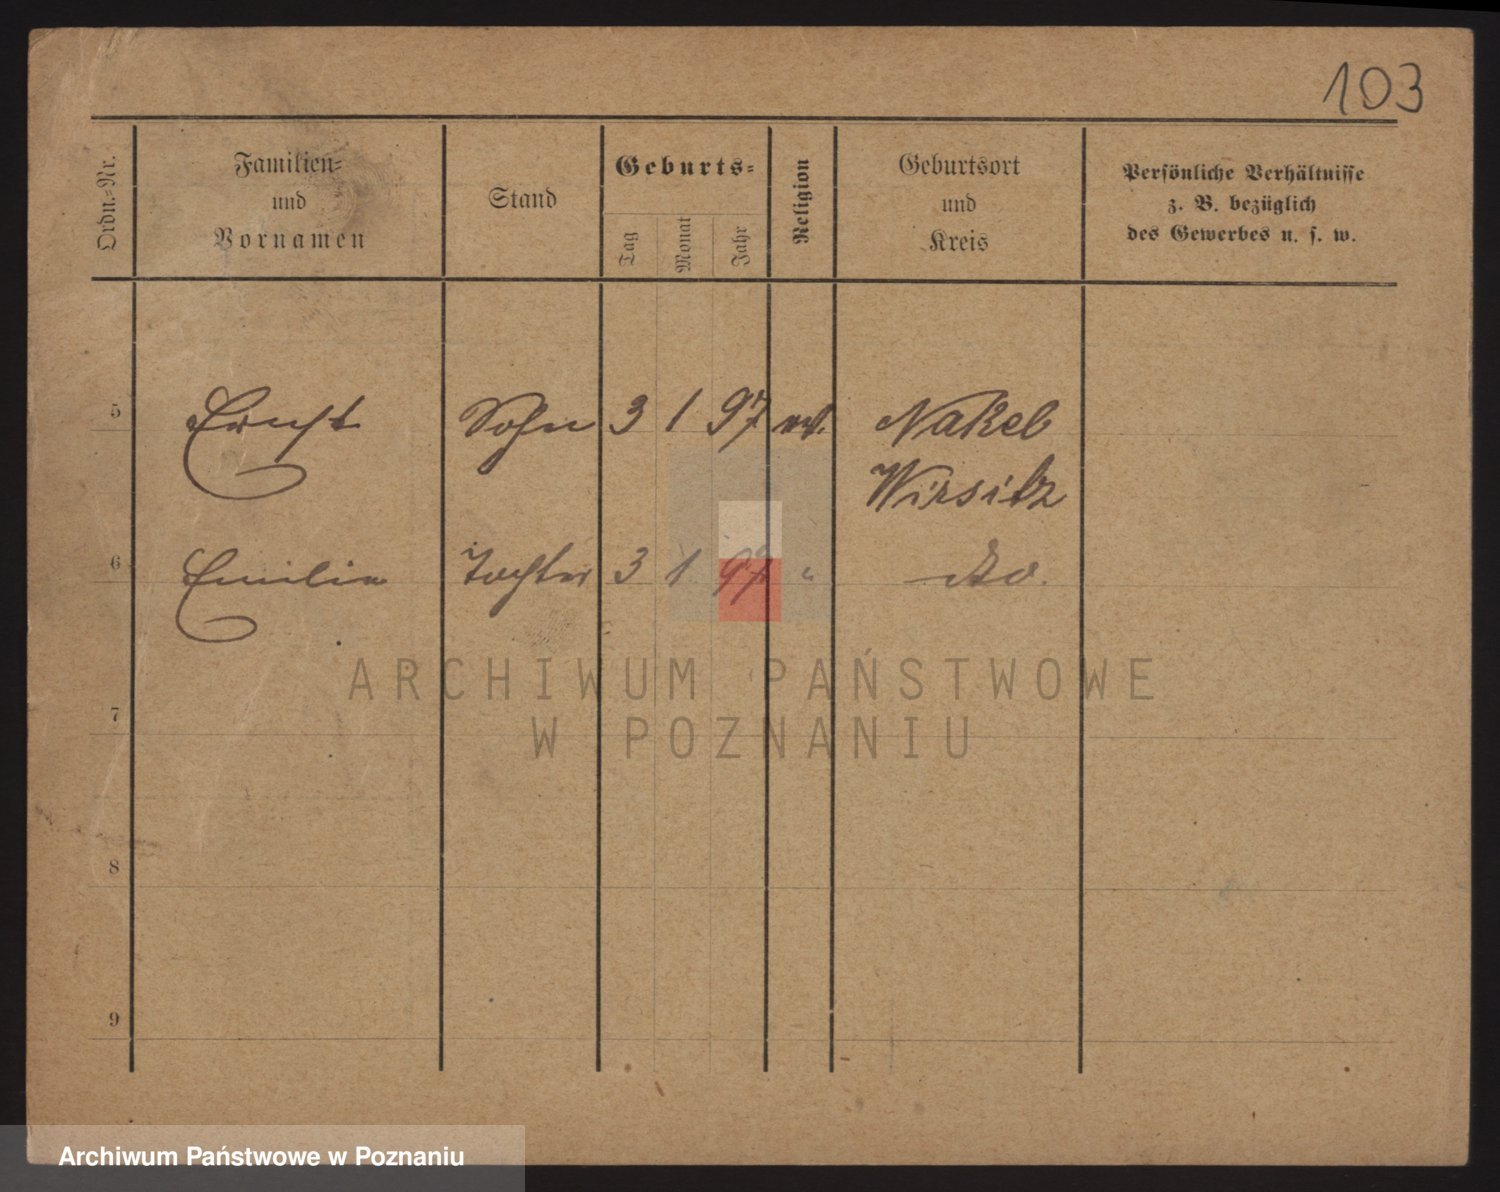 103
Ordn.-Nr.
Familien-
und
Vornamen
Stand
Geburts-
Tag
Monat
Jahr
Religion
Geburtsort
und
Kreis
Persönliche Verhältnisse
z. B. bezüglich
des Gewerbes u. s. w.
5 Ernst Sohn 3 1 97 Nakel
Wirsitz
6 Emilie Tochter 3 1 97 " do.
ARCHIWUM PAŃSTWOWE
W POZNANIU
7
8
9
Archiwum Państwowe w Poznaniu